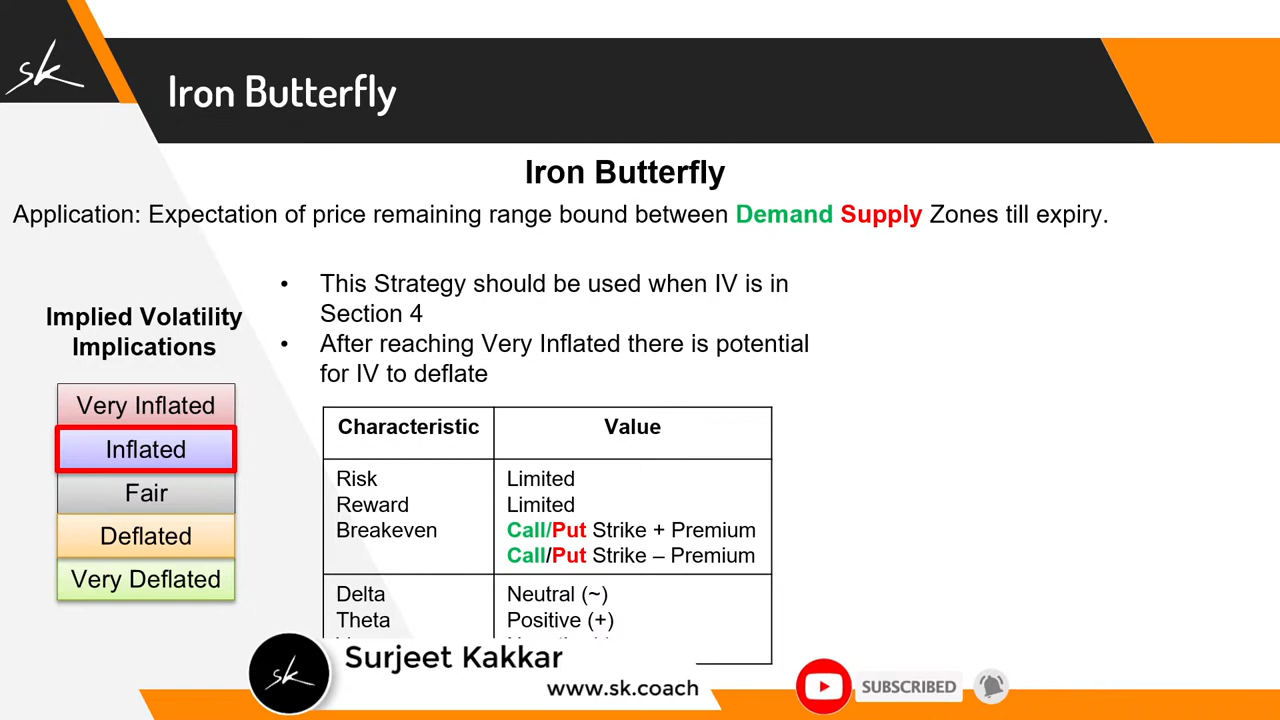 sk
Iron Butterfly
Iron Butterfly
Application: Expectation of price remaining range bound between Demand Supply Zones till expiry.
• This Strategy should be used when IV is in
Section 4
• After reaching Very Inflated there is potential
for IV to deflate
Implied Volatility
Implications
Very Inflated
Inflated
Fair
Deflated
Very Deflated
Characteristic Value
Risk Limited
Reward Limited
Breakeven Call/Put Strike + Premium
Call/Put Strike – Premium
Delta Neutral (~)
Theta Positive (+)
sk
Surjeet Kakkar
www.sk.coach
SUBSCRIBED